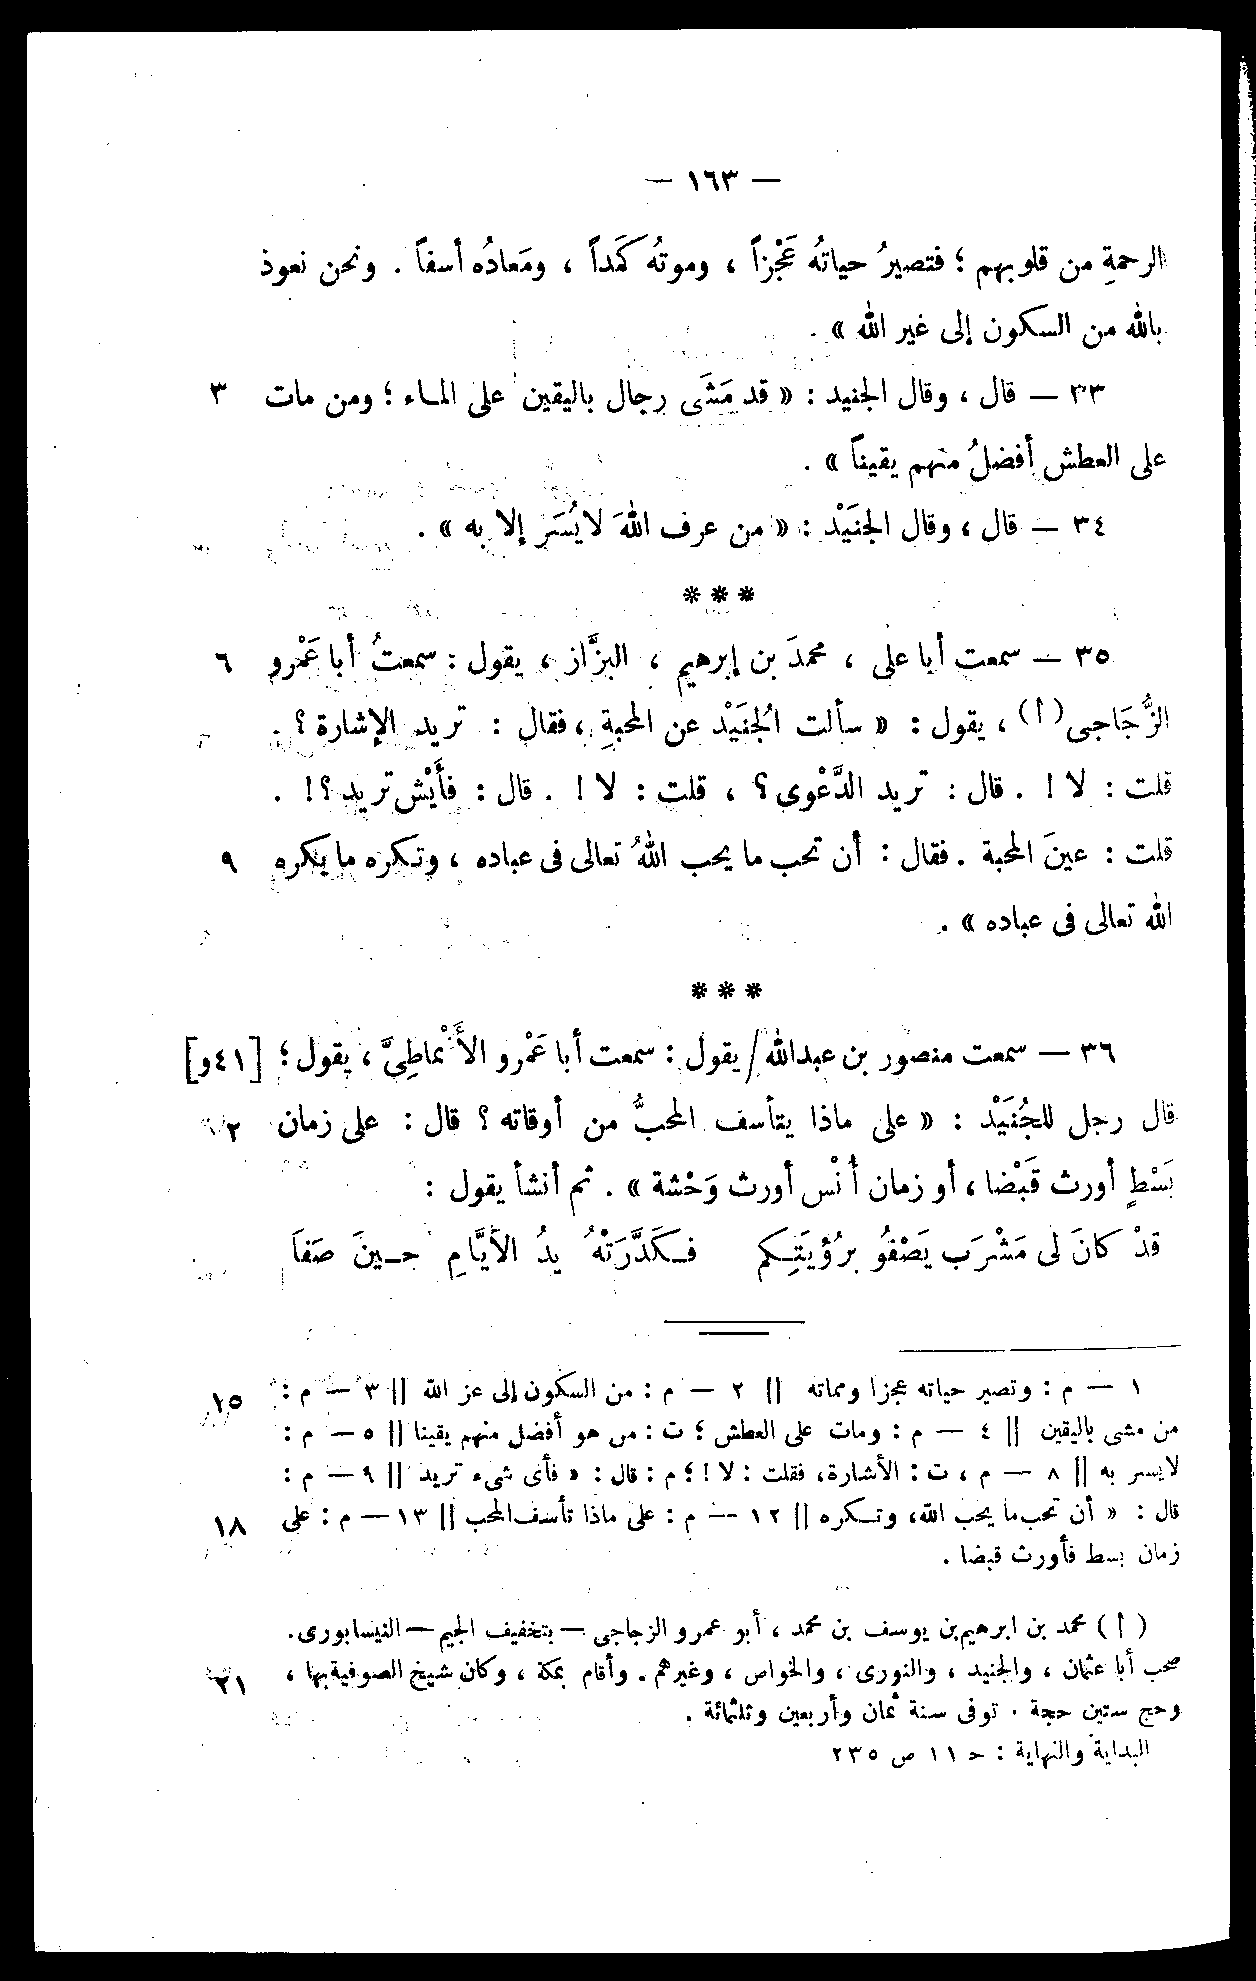 — ١٦٣ —
الرحمةِ من قلوبهم ؛ فتصيرُ حياتهُ عَجْزاً ، وموتهُ كَمَداً ، ومَعادُه أسفاً . ونحن نعوذ
بالله من السكون إلى غير الله » .
٣٣ — قال ، وقال الجنيد : « قد مَشَى رجال باليقين على الماء ؛ ومن مات ٣
على العطش أفضلُ منهم يقيناً » .
٣٤ — قال ، وقال الجنَيْد : « من عرف اللهَ لا يُسَر إلا به » .
* * *
٣٥ — سمعت أبا على ، محمدَ بن إبرهيم ، البزَّاز ، يقول : سمعتُ أبا عَمْرو ٦
الزُّجَاجى(أ) ، يقول : « سألت الجُنَيْد عن المحبةِ ، فقال : تريد الإشارة ؟ .
قلت : لا ! . قال : تريد الدَّعْوى ؟ ، قلت : لا ! . قال : فأَيْش تريد ؟! .
قلت : عينَ المحبة . فقال : أن تحب ما يحب اللهُ تعالى فى عباده ، وتكره ما يكره ٩
الله تعالى فى عباده » .
* * *
٣٦ — سمعت منصور بن عبدالله / يقول : سمعت أبا عَمْرو الأَنْماطِيَّ ، يقول ؛ [٤١و]
قال رجل للجُنَيْد : « على ماذا يتأسف المحبُّ من أوقاته ؟ قال : على زمان ٢
بَسْطٍ أورث قَبْضا ، أو زمان أُنْس أورث وَحْشة » . ثم أنشأ يقول :
قدْ كانَ لى مَشْرَب يَصْفُو برُؤيَتِكم فكَدَّرَتْهُ يدُ الأيَّامِ حينَ صَفاَ
١ — م : وتصير حياته عجزا ومماته || ٢ — م : من السكون إلى عز الله || ٣ — م : ١٥
من مشى باليقين || ٤ — م : ومات على العطش ؛ ت : من هو أفضل منهم يقينا || ٥ — م :
لايسر به || ٨ — م ، ت : الأشارة، فقلت : لا ! ؛ م : قال : « فأى شىء تريد || ٩ — م :
قال : « أن تحب ما يحب الله، وتكره || ١٢ — م : على ماذا تأسف المحب || ١٣ — م : على ١٨
زمان بسط فأورث قبضا .
( أ ) محمد بن ابرهيم بن يوسف بن محمد ، أبو عمرو الزجاجى — بتخفيف الجيم — النيسابورى .
صحب أبا عثمان ، والجنيد ، والنورى ، والخواص ، وغيرهم . وأقام بمكة ، وكان شيخ الصوفية بها ، ٢١
وحج ستين حجة . توفى سنة ثمان وأربعين وثلثمائة .
البداية والنهاية : ح ١١ ص ٢٣٥